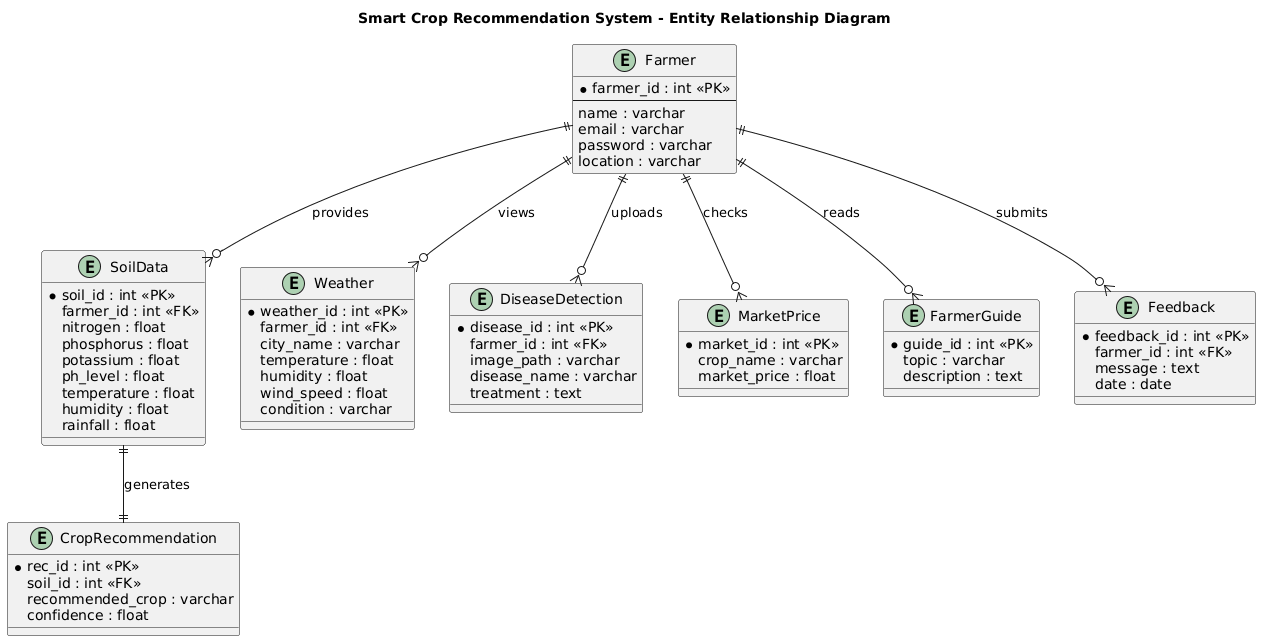 Smart Crop Recommendation System - Entity Relationship Diagram
E Farmer
farmer_id : int «PK»
name : varchar
email : varchar
password : varchar
location : varchar
provides
views
uploads
checks
reads
submits
E SoilData
soil_id : int «PK»
farmer_id : int «FK»
nitrogen : float
phosphorus : float
potassium : float
ph_level : float
temperature : float
humidity : float
rainfall : float
E Weather
weather_id : int «PK»
farmer_id : int «FK»
city_name : varchar
temperature : float
humidity : float
wind_speed : float
condition : varchar
E DiseaseDetection
disease_id : int «PK»
farmer_id : int «FK»
image_path : varchar
disease_name : varchar
treatment : text
E MarketPrice
market_id : int «PK»
crop_name : varchar
market_price : float
E FarmerGuide
guide_id : int «PK»
topic : varchar
description : text
E Feedback
feedback_id : int «PK»
farmer_id : int «FK»
message : text
date : date
generates
E CropRecommendation
rec_id : int «PK»
soil_id : int «FK»
recommended_crop : varchar
confidence : float